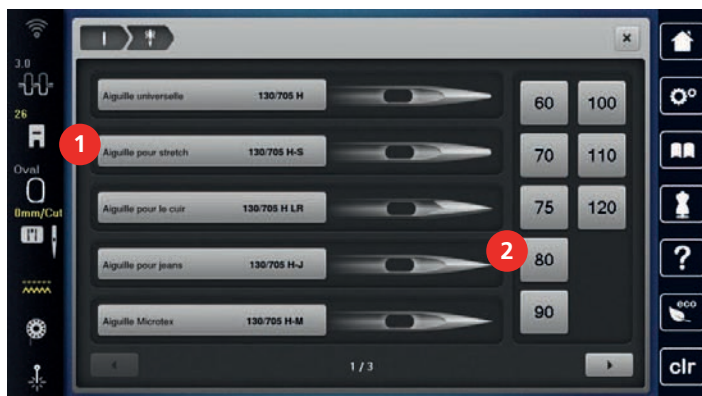 3.0
26
Oval
0mm/Cut
1
Aiguille universelle 130/705 H
Aiguille pour stretch 130/705 H-S
Aiguille pour le cuir 130/705 H LR
Aiguille pour jeans 130/705 H-J
Aiguille Microtex 130/705 H-M
1/3
2
60 100
70 110
75 120
80
90
?
eco
clr